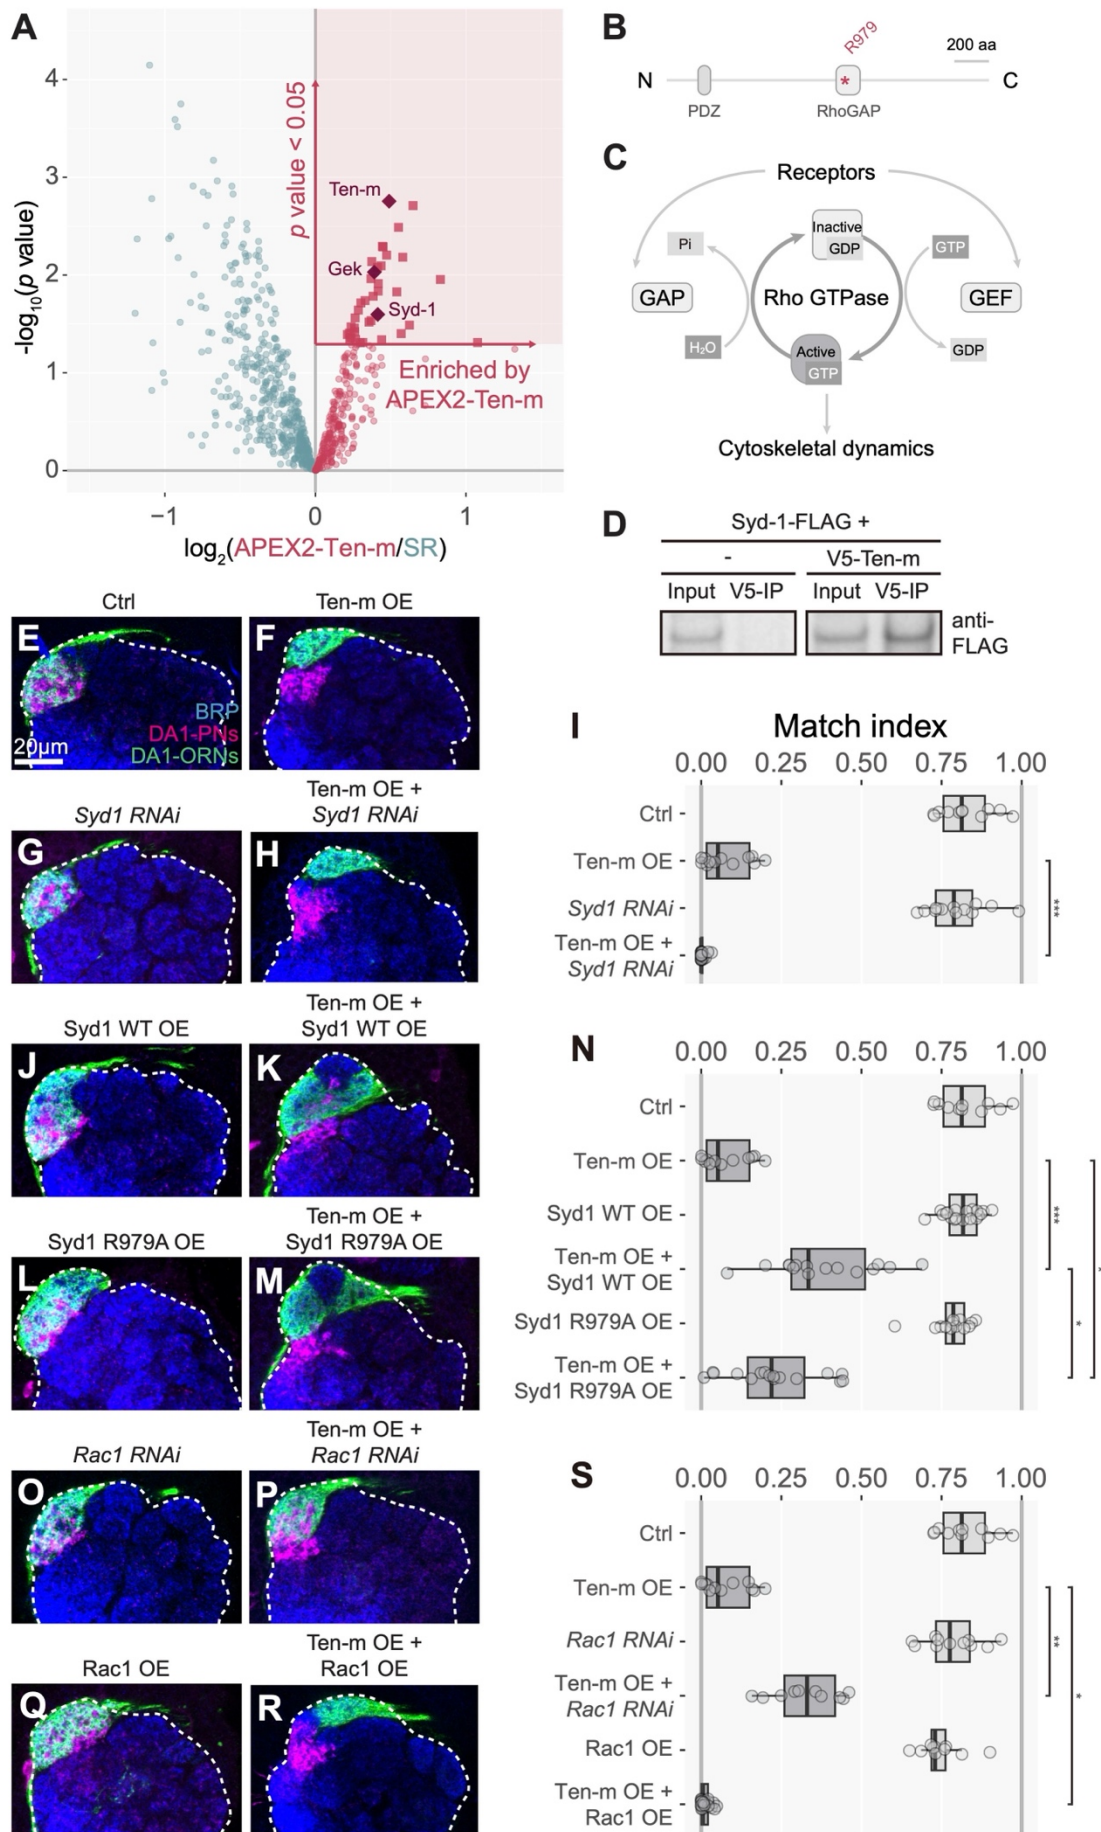 A
4
3
2
1
0
-log10(p value)
−1
0
1
log2(APEX2-Ten-m/SR)
p value < 0.05
Ten-m
Gek
Syd-1
Enriched by
APEX2-Ten-m
B
R979
200 aa
N
*
C
PDZ
RhoGAP
C
Receptors
Inactive
GDP
Pi
GTP
GAP
Rho GTPase
GEF
H2O
Active
GTP
GDP
Cytoskeletal dynamics
D
Syd-1-FLAG +
-
V5-Ten-m
Input V5-IP
Input V5-IP
anti-
FLAG
Ctrl
E
BRP
DA1-PNs
DA1-ORNs
20μm
Ten-m OE
F
Syd1 RNAi
G
Ten-m OE +
Syd1 RNAi
H
Syd1 WT OE
J
Ten-m OE +
Syd1 WT OE
K
Syd1 R979A OE
L
Ten-m OE +
Syd1 R979A OE
M
Rac1 RNAi
O
Ten-m OE +
Rac1 RNAi
P
Rac1 OE
Q
Ten-m OE +
Rac1 OE
R
I
Match index
0.00 0.25 0.50 0.75 1.00
Ctrl
Ten-m OE
Syd1 RNAi
Ten-m OE +
Syd1 RNAi
***
N
0.00 0.25 0.50 0.75 1.00
Ctrl
Ten-m OE
Syd1 WT OE
Ten-m OE +
Syd1 WT OE
Syd1 R979A OE
Ten-m OE +
Syd1 R979A OE
***
*
*
S
0.00 0.25 0.50 0.75 1.00
Ctrl
Ten-m OE
Rac1 RNAi
Ten-m OE +
Rac1 RNAi
Rac1 OE
Ten-m OE +
Rac1 OE
**
*